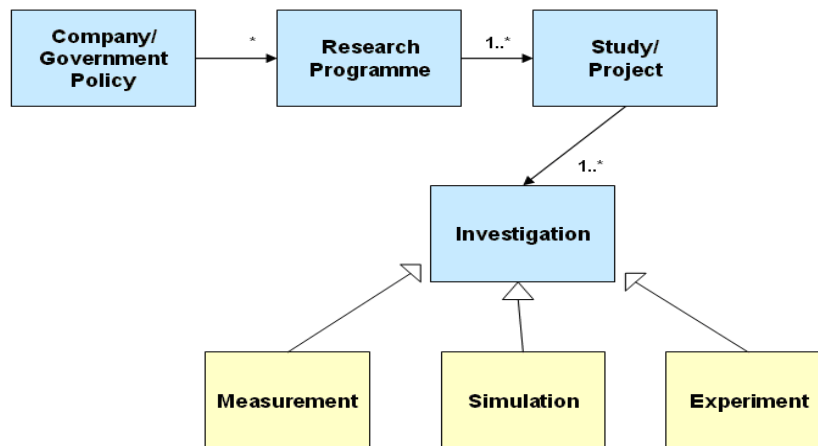 Company/
Government
Policy
*
Research
Programme
1..*
Study/
Project
1..*
Investigation
Measurement
Simulation
Experiment